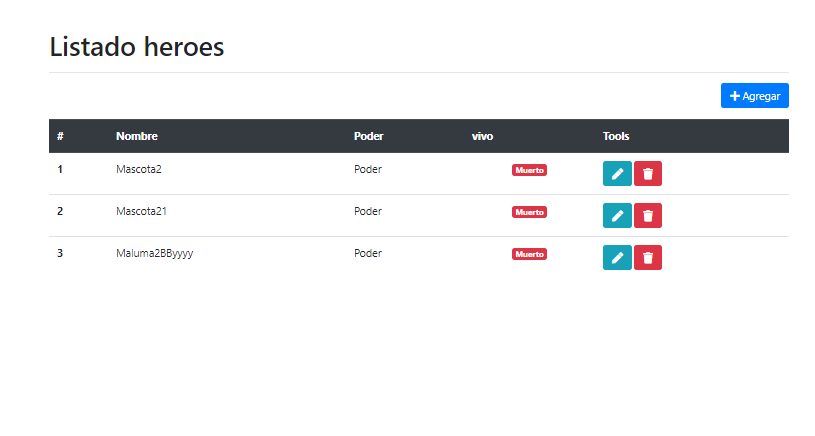 Listado heroes
Agregar
# Nombre Poder vivo Tools
1 Mascota2 Poder Muerto
2 Mascota21 Poder Muerto
3 Maluma2BByyyy Poder Muerto